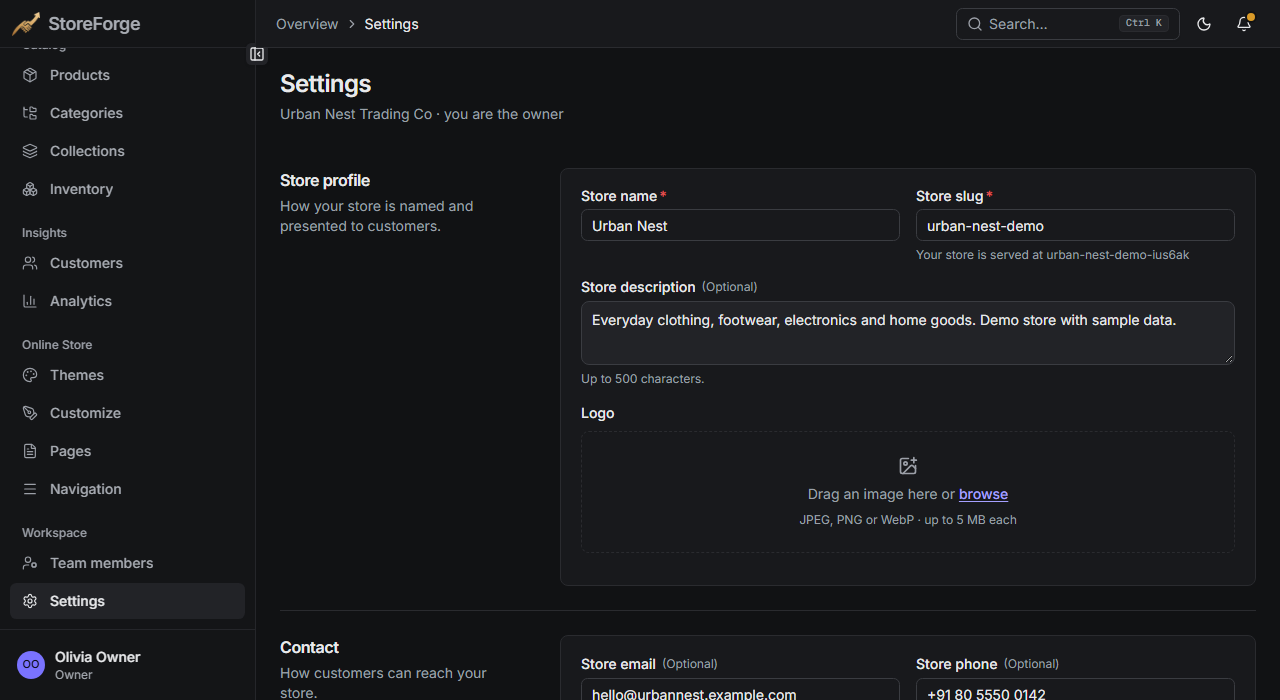 StoreForge
Overview > Settings
Search...
Ctrl K
Products
Categories
Collections
Inventory
Insights
Customers
Analytics
Online Store
Themes
Customize
Pages
Navigation
Workspace
Team members
Settings
OO
Olivia Owner
Owner
Settings
Urban Nest Trading Co · you are the owner
Store profile
How your store is named and
presented to customers.
Store name *
Urban Nest
Store slug *
urban-nest-demo
Your store is served at urban-nest-demo-ius6ak
Store description (Optional)
Everyday clothing, footwear, electronics and home goods. Demo store with sample data.
Up to 500 characters.
Logo
Drag an image here or browse
JPEG, PNG or WebP · up to 5 MB each
Contact
How customers can reach your
store.
Store email (Optional)
hello@urbannest.example.com
Store phone (Optional)
+91 80 5550 0142